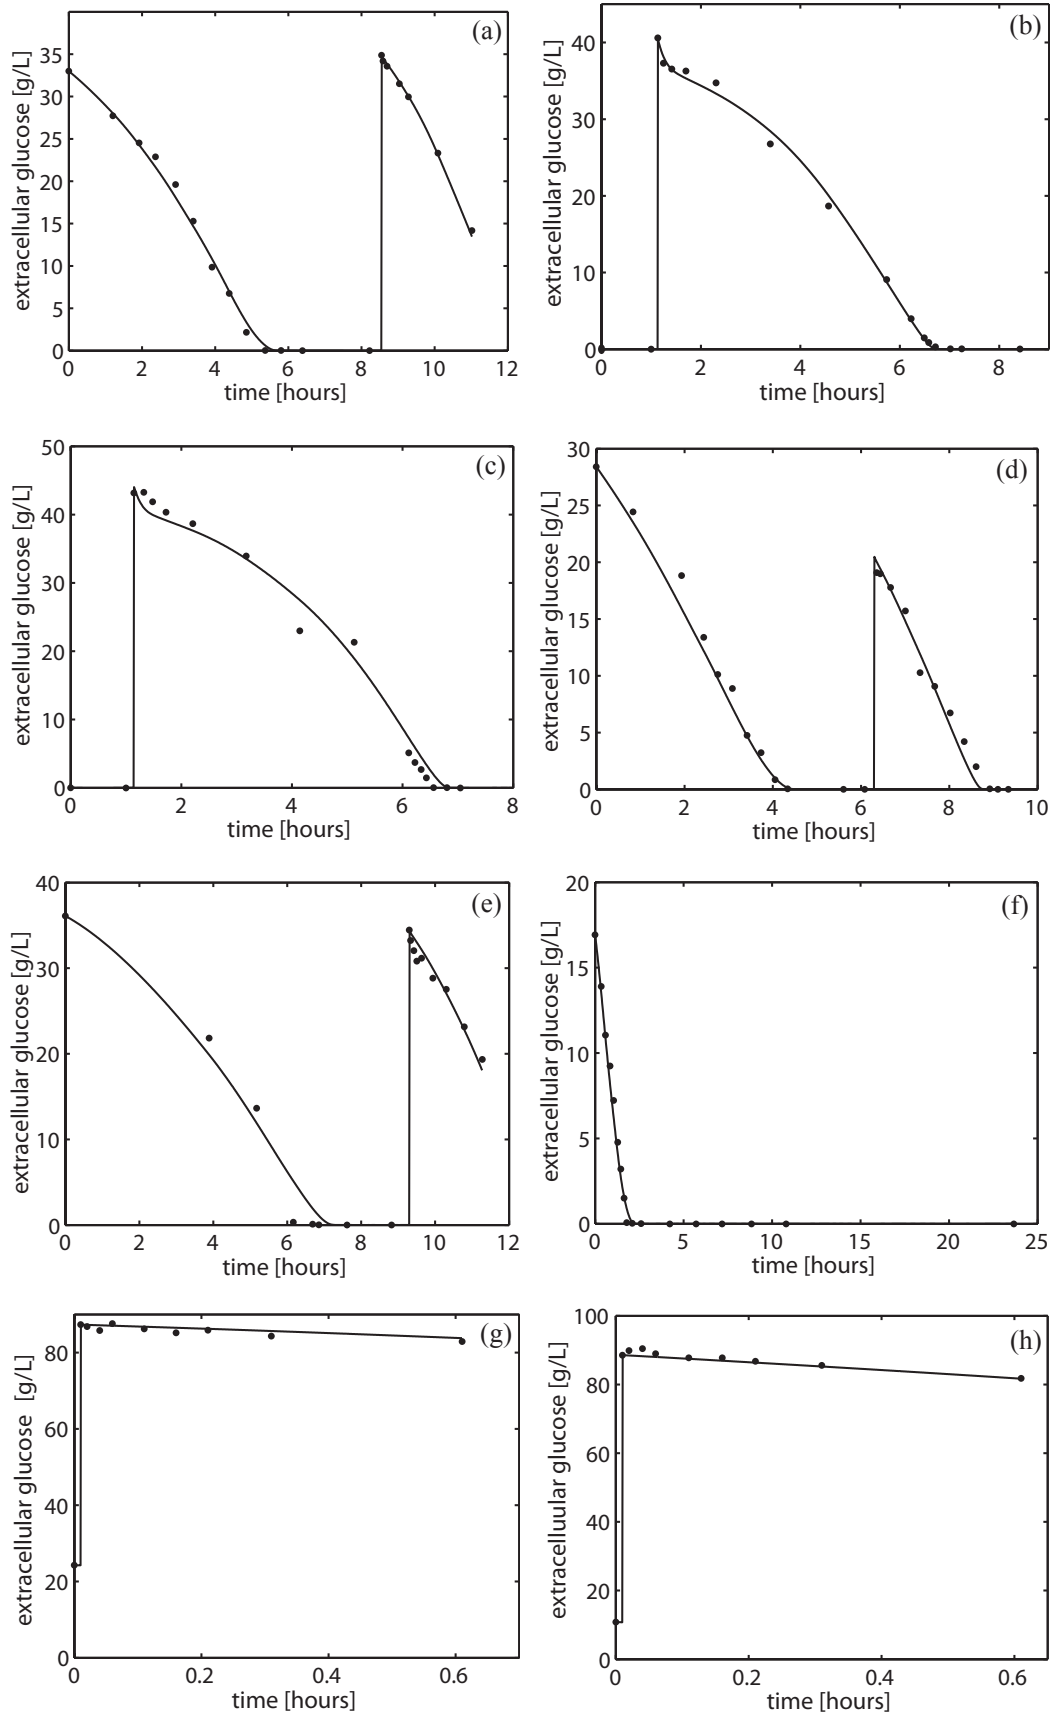 (a)
extracellular glucose [g/L]
35
30
25
20
15
10
5
0
0 2 4 6 8 10 12
time [hours]
(b)
extracellular glucose [g/L]
40
30
20
10
0
0 2 4 6 8
time [hours]
(c)
extracellular glucose [g/L]
50
40
30
20
10
0
0 2 4 6 8
time [hours]
(d)
extracellular glucose [g/L]
30
25
20
15
10
5
0
0 2 4 6 8 10
time [hours]
(e)
extracellular glucose [g/L]
40
30
20
10
0
0 2 4 6 8 10 12
time [hours]
(f)
extracellular glucose [g/L]
20
15
10
5
0
0 5 10 15 20 25
time [hours]
(g)
extracellular glucose [g/L]
80
60
40
20
0
0 0.2 0.4 0.6
time [hours]
(h)
extracelluular glucose [g/L]
100
80
60
40
20
0
0 0.2 0.4 0.6
time [hours]